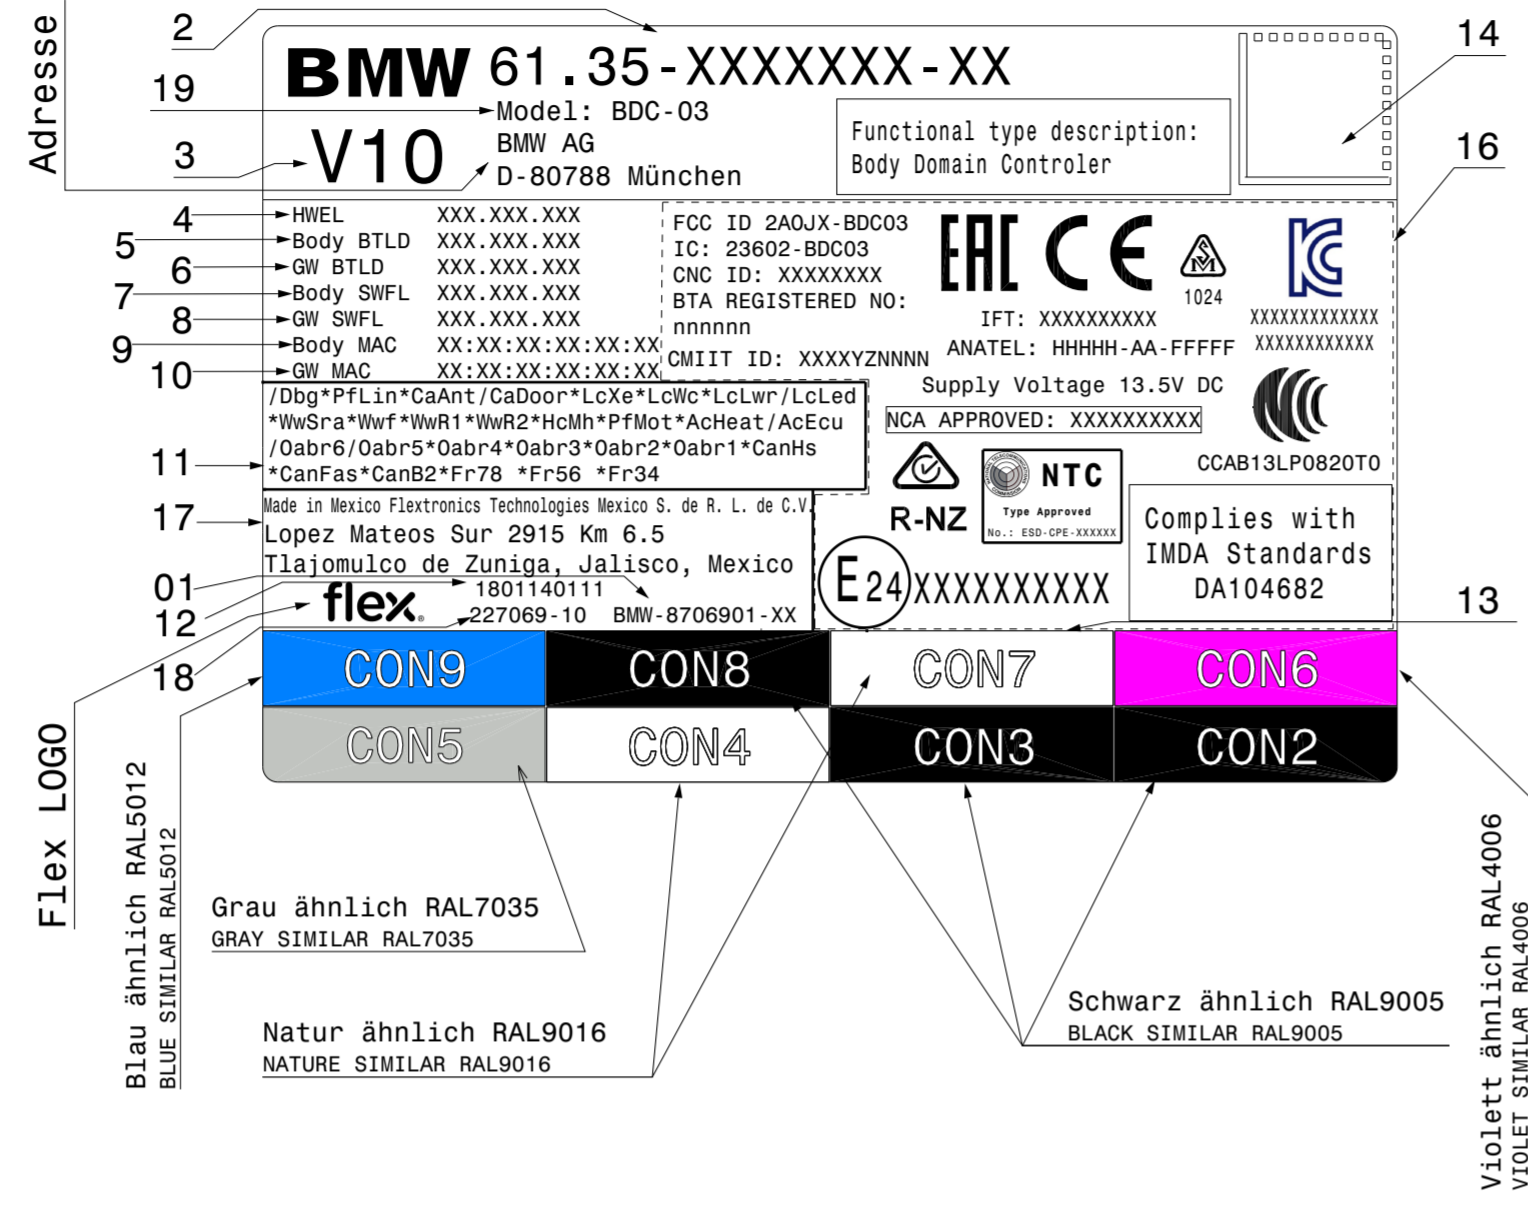 Adresse
2
BMW 61.35-XXXXXXX-XX
14
19
Model: BDC-03
3
V10
BMW AG
D-80788 München
Functional type description:
Body Domain Controler
16
4
HWEL XXX.XXX.XXX
5
Body BTLD XXX.XXX.XXX
6
GW BTLD XXX.XXX.XXX
7
Body SWFL XXX.XXX.XXX
8
GW SWFL XXX.XXX.XXX
9
Body MAC XX:XX:XX:XX:XX:XX
10
GW MAC XX:XX:XX:XX:XX:XX
FCC ID 2AOJX-BDC03
IC: 23602-BDC03
CNC ID: XXXXXXXX
BTA REGISTERED NO:
nnnnnn
CMIIT ID: XXXXYZNNNN
EAC CE
1024
KC
IFT: XXXXXXXXXX
XXXXXXXXXXXXX
ANATEL: HHHHH-AA-FFFFF
XXXXXXXXXXXX
Supply Voltage 13.5V DC
NCA APPROVED: XXXXXXXXXX
CCAB13LP0820T0
11
/Dbg*PfLin*CaAnt/CaDoor*LcXe*LcWc*LcLwr/LcLed
*WwSra*Wwf*WwR1*WwR2*HcMh*PfMot*AcHeat/AcEcu
/Oabr6/Oabr5*Oabr4*Oabr3*Oabr2*Oabr1*CanHs
*CanFas*CanB2*Fr78 *Fr56 *Fr34
R-NZ
NTC
Type Approved
No.: ESD-CPE-XXXXXX
Complies with
IMDA Standards
DA104682
17
Made in Mexico Flextronics Technologies Mexico S. de R. L. de C.V.
Lopez Mateos Sur 2915 Km 6.5
Tlajomulco de Zuniga, Jalisco, Mexico
01
12
18
flex
1801140111
227069-10 BMW-8706901-XX
E24 XXXXXXXXXX
13
CON9 CON8 CON7 CON6
CON5 CON4 CON3 CON2
Flex LOGO
Blau ähnlich RAL5012
BLUE SIMILAR RAL5012
Grau ähnlich RAL7035
GRAY SIMILAR RAL7035
Natur ähnlich RAL9016
NATURE SIMILAR RAL9016
Schwarz ähnlich RAL9005
BLACK SIMILAR RAL9005
Violett ähnlich RAL4006
VIOLET SIMILAR RAL4006